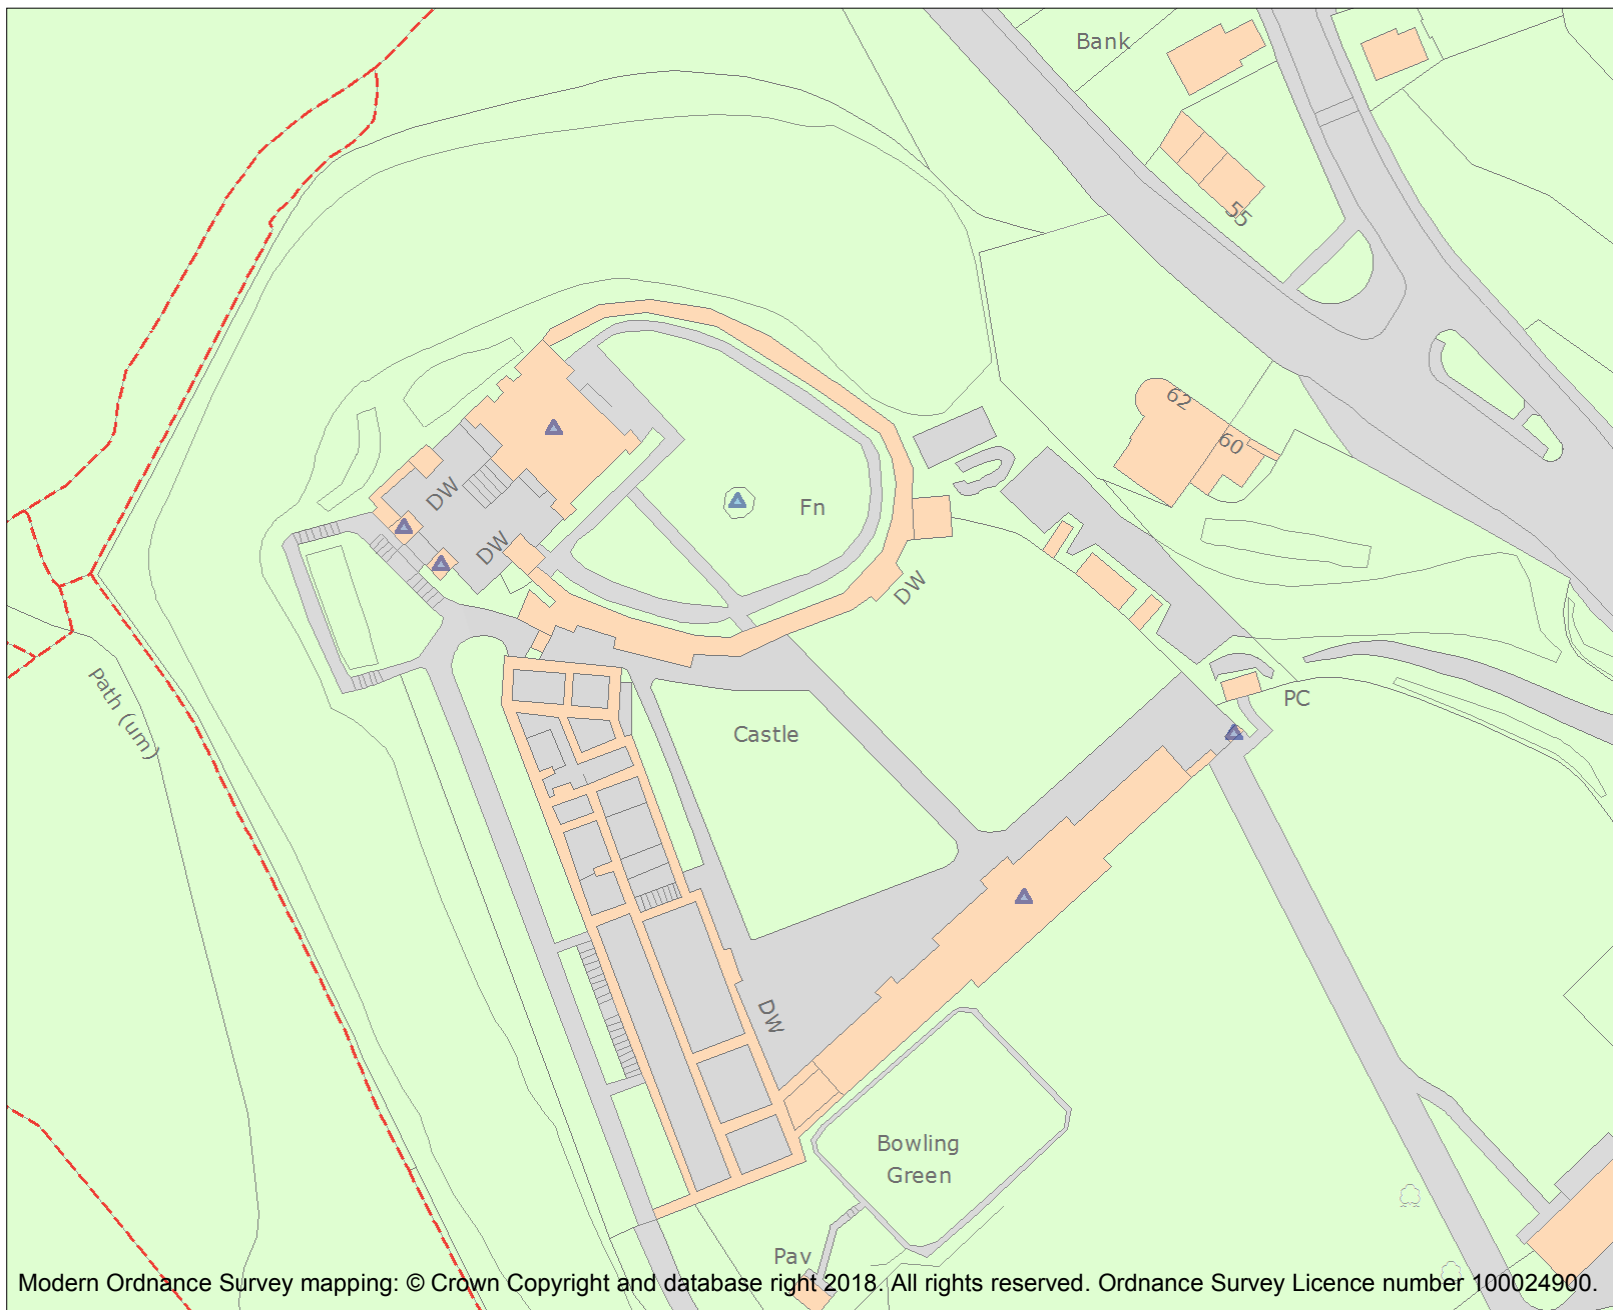 Bank
55
62
60
DW
Fn
DW
DW
PC
Path (um)
Castle
DW
Bowling
Green
Pav
Modern Ordnance Survey mapping: © Crown Copyright and database right 2018. All rights reserved. Ordnance Survey Licence number 100024900.